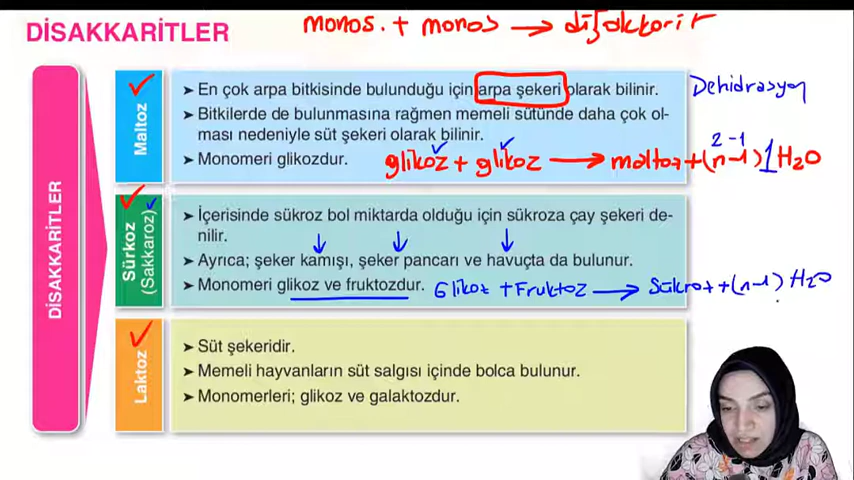 DİSAKKARİTLER
monos. + monos → disakkarit
DİSAKKARİTLER
Maltoz
➤ En çok arpa bitkisinde bulunduğu için arpa şekeri olarak bilinir.
➤ Bitkilerde de bulunmasına rağmen memeli sütünde daha çok ol-
ması nedeniyle süt şekeri olarak bilinir.
➤ Monomeri glikozdur.
Dehidrasyon
2-1
glikoz + glikoz → maltoz + (n-1) 1 H2O
Sürkoz
(Sakkaroz)
➤ İçerisinde sükroz bol miktarda olduğu için sükroza çay şekeri de-
nilir.
➤ Ayrıca; şeker kamışı, şeker pancarı ve havuçta da bulunur.
➤ Monomeri glikoz ve fruktozdur.
Glikoz + Fruktoz → Sükroz + (n-1) H2O
Laktoz
➤ Süt şekeridir.
➤ Memeli hayvanların süt salgısı içinde bolca bulunur.
➤ Monomerleri; glikoz ve galaktozdur.